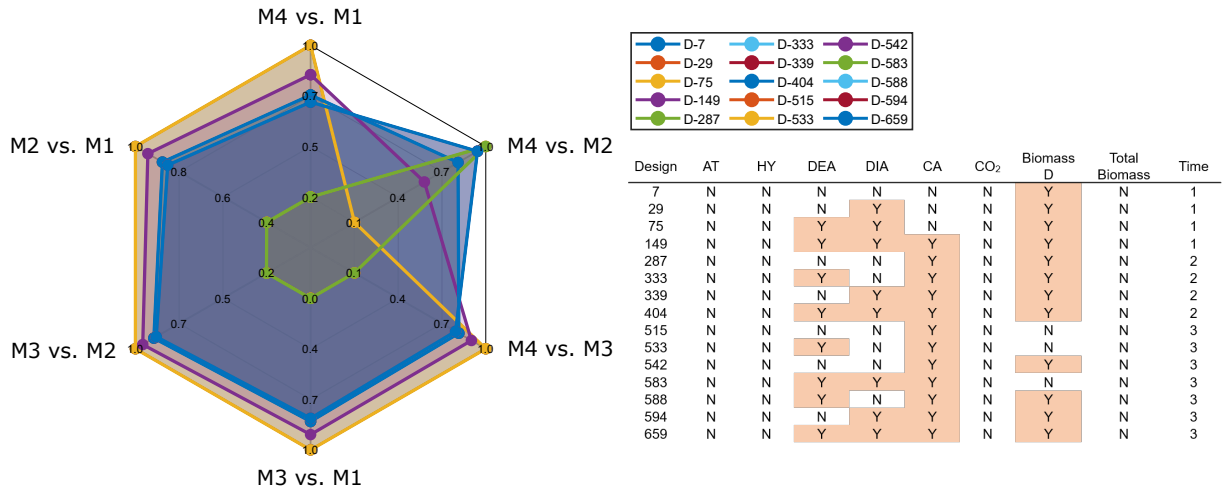 M4 vs. M1
1.0
0.7
0.5
0.2
M2 vs. M1
1.0
0.8
0.6
0.4
M4 vs. M2
1.0
0.7
0.4
0.1
M3 vs. M2
1.0
0.7
0.5
0.2
M4 vs. M3
1.0
0.7
0.4
0.1
0.0
0.4
0.7
1.0
M3 vs. M1
D-7 D-333 D-542
D-29 D-339 D-583
D-75 D-404 D-588
D-149 D-515 D-594
D-287 D-533 D-659
Design AT HY DEA DIA CA CO₂ Biomass D Total Biomass Time
7 N N N N N N Y N 1
29 N N N Y N N Y N 1
75 N N Y Y N N Y N 1
149 N N Y Y Y N Y N 1
287 N N N N Y N Y N 2
333 N N Y N Y N Y N 2
339 N N N Y Y N Y N 2
404 N N Y Y Y N Y N 2
515 N N N N Y N N N 3
533 N N Y N Y N N N 3
542 N N N N Y N Y N 3
583 N N Y Y Y N N N 3
588 N N Y N Y N Y N 3
594 N N N Y Y N Y N 3
659 N N Y Y Y N Y N 3